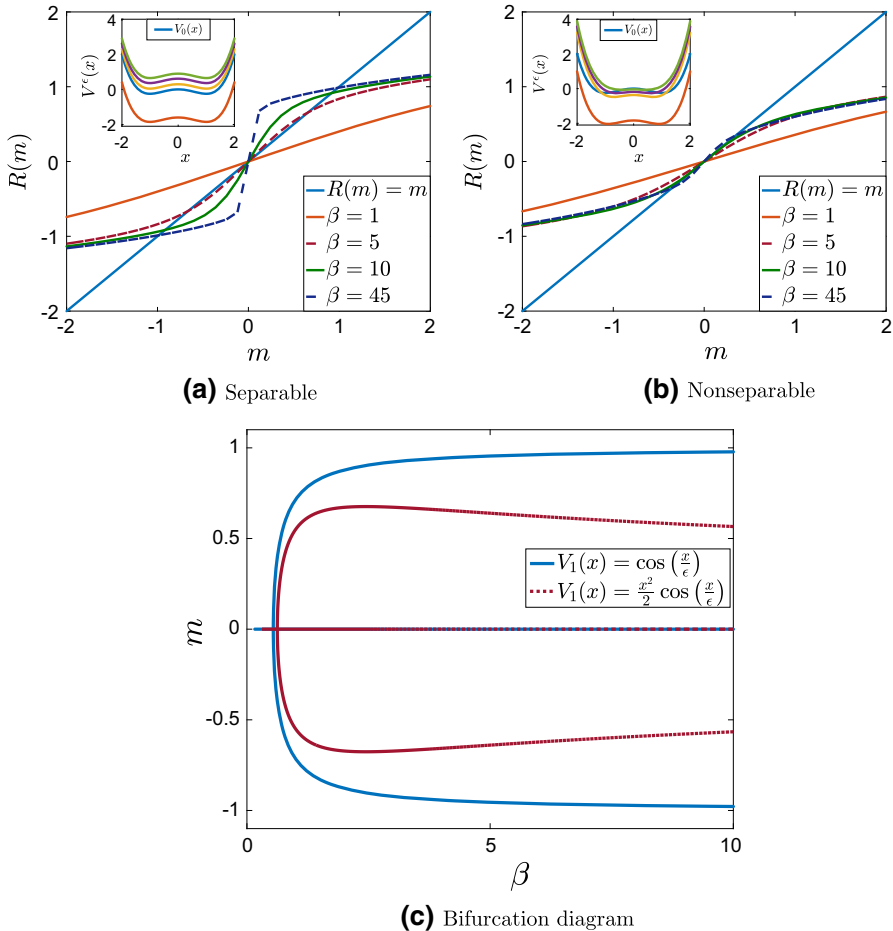 2
1
0
-1
-2
-2
-1
0
1
2
R(m)
m
4
2
0
-2
-2
0
2
V^ϵ(x)
x
V_0(x)
R(m) = m
β = 1
β = 5
β = 10
β = 45
(a) Separable
2
1
0
-1
-2
-2
-1
0
1
2
R(m)
m
4
2
0
-2
-2
0
2
V^ϵ(x)
x
V_0(x)
R(m) = m
β = 1
β = 5
β = 10
β = 45
(b) Nonseparable
1
0.5
0
-0.5
-1
0
5
10
m
β
V_1(x) = cos (x/ϵ)
V_1(x) = x^2/2 cos (x/ϵ)
(c) Bifurcation diagram